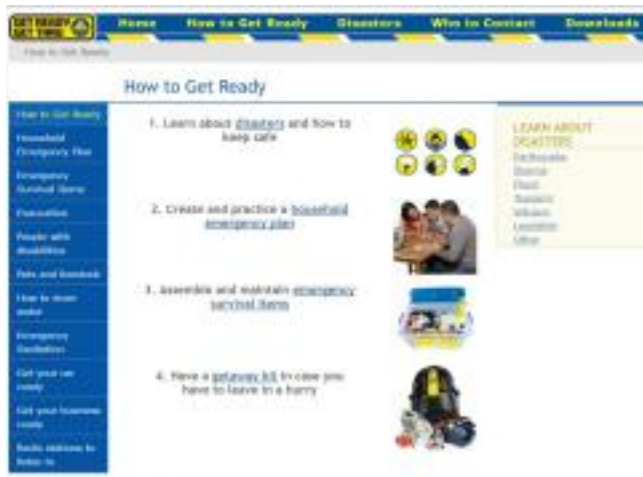 GET READY
GET THRU
Home
How to Get Ready
Disasters
Who to Contact
Downloads
How to Get Ready
How to Get Ready
How to Get Ready
Household
Emergency Plan
Emergency
Survival Items
Evacuation
People with
disabilities
Pets and livestock
How to store
water
Emergency
Sanitation
Get your car
ready
Get your business
ready
Radio stations to
listen to
1. Learn about disasters and how to
keep safe
2. Create and practice a household
emergency plan
3. Assemble and maintain emergency
survival items
4. Have a getaway kit in case you
have to leave in a hurry
LEARN ABOUT
DISASTERS
Earthquake
Storms
Flood
Tsunami
Volcano
Landslide
Other